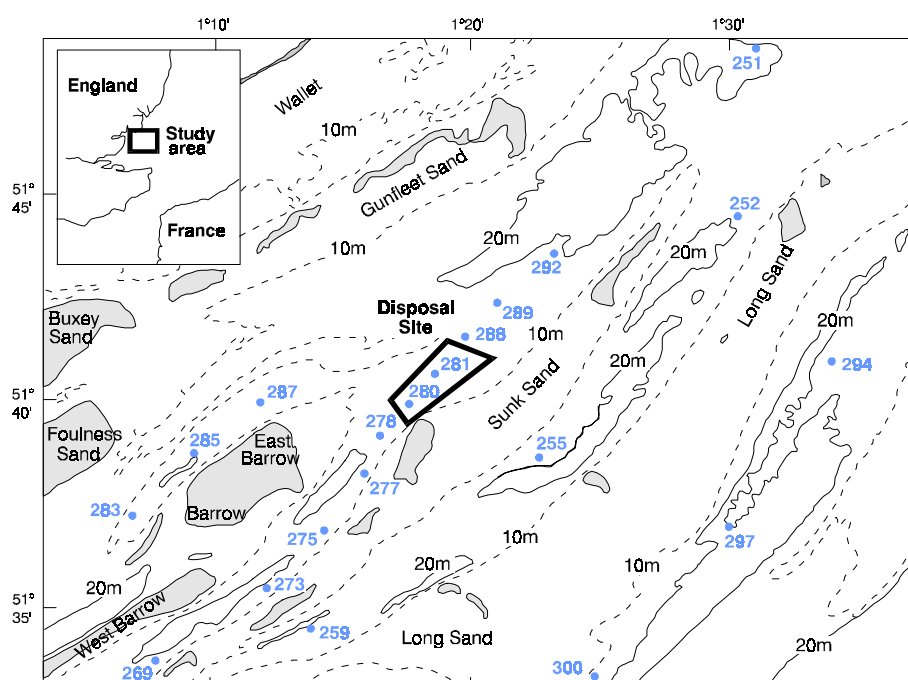 1°10'
1°20'
1°30'
England
Study
area
France
Wallet
10m
Gunfleet Sand
251
51°
45'
10m
20m
292
252
20m
Long Sand
Disposal
Site
289
288
10m
Buxey
Sand
281
280
20m
20m
294
51°
40'
287
278
Sunk Sand
Foulness
Sand
285
East
Barrow
255
277
283
Barrow
275
10m
297
20m
273
20m
10m
51°
35'
West Barrow
259
Long Sand
20m
269
300